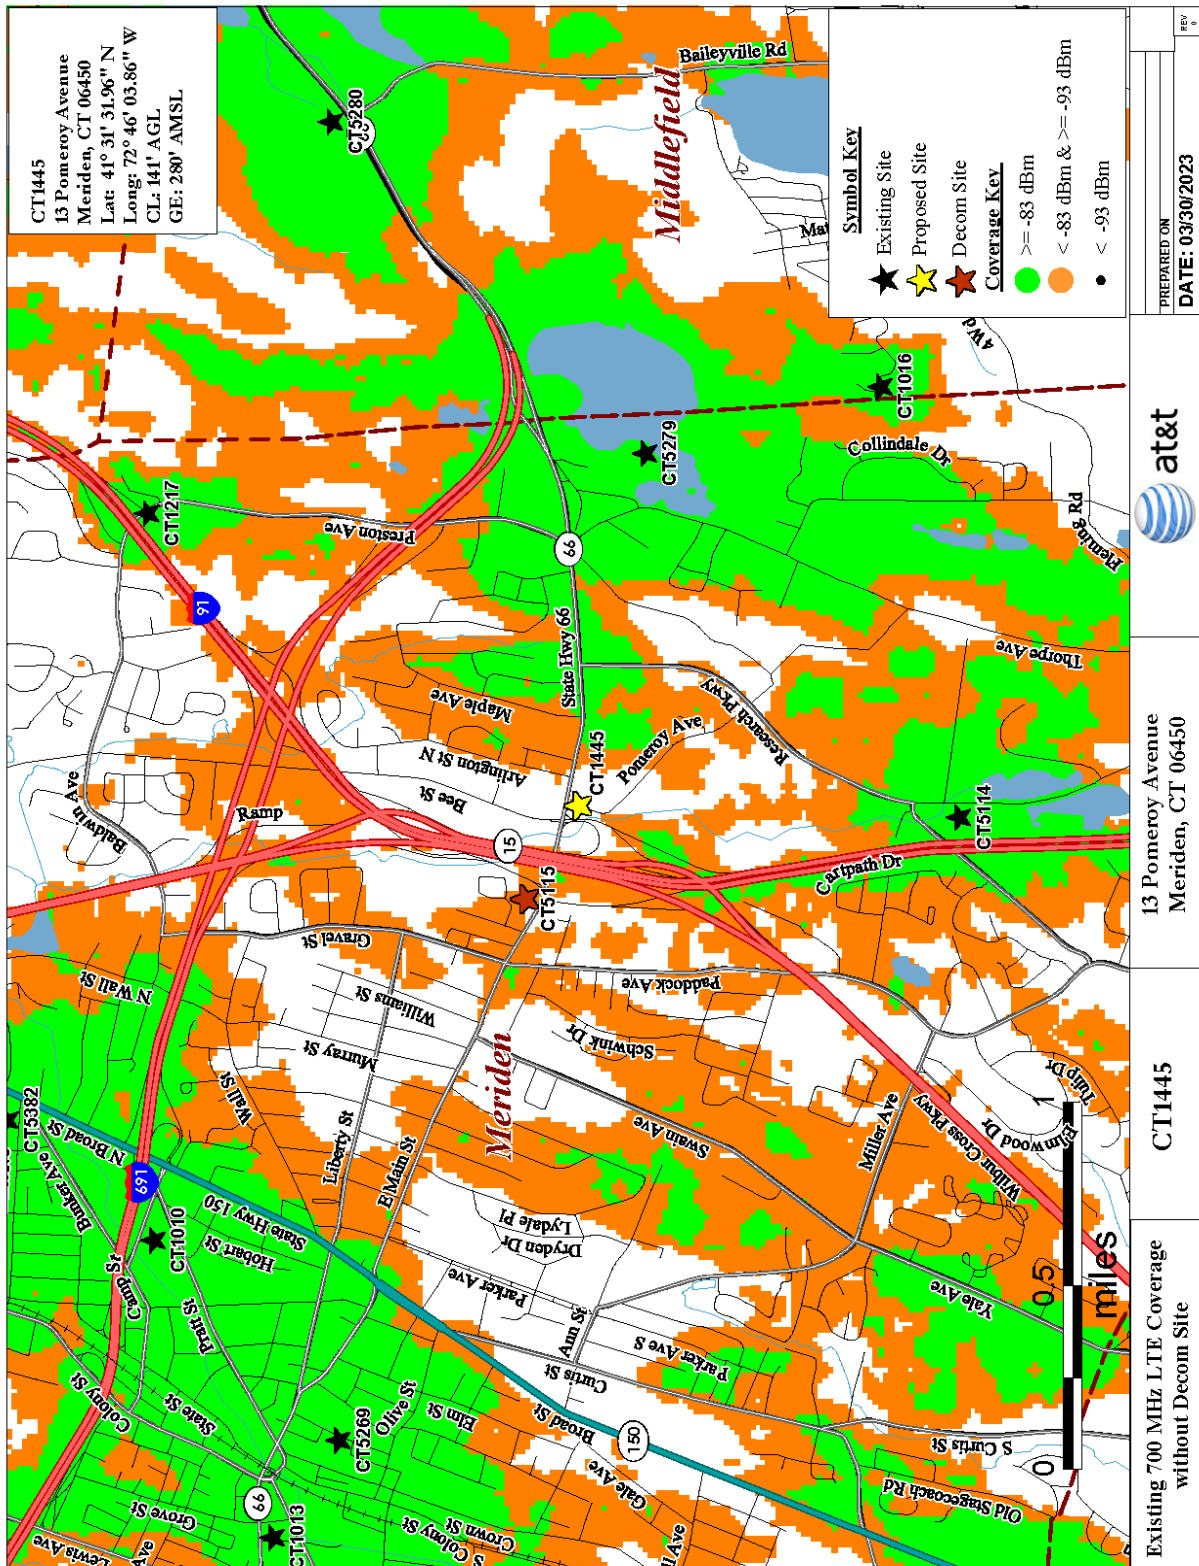 CT1445
13 Pomeroy Avenue
Meriden, CT 06450
Lat: 41° 31' 31.96" N
Long: 72° 46' 03.86" W
CL: 141' AGL
GE: 280' AMSL
CT5382
N Broad St
Bunker Ave
691
Camp St
CT1010
Hobart St
State Hwy 150
Pratt St
Colony St
State St
Grove St
Lewis Ave
Ave
66
CT1013
CT5269
Olive St
Elm St
Crown St
S Colony St
N Wall St
Wall St
Baldwin Ave
Ramp
Gravel St
Williams St
Murray St
Liberty St
E Main St
Meriden
91
CT1217
Preston Ave
Maple Ave
Arlington St N
Bee St
15
CT5115
CT1445
State Hwy 66
66
Pomeroy Ave
Research Pkwy
CT5280
Baileyville Rd
Middlefield
CT5279
CT1016
Collindale Dr
4Wd
Fleming Rd
Thorpe Ave
CT5514
Cartpath Dr
Paddock Ave
Schwink Dr
Swain Ave
Miller Ave
Wilbur Cross Pkwy
Tulip Dr
Elmwood Dr
Lydale Pl
Dryden Dr
Parker Ave
Ann St
Parker Ave S
Curtis St
Broad St
150
Gale Ave
Yale Ave
S Curtis St
Old Stagecoach Rd
0
0.5
1
miles
Symbol Key
Existing Site
Proposed Site
Decom Site
Coverage Key
>= -83 dBm
< -83 dBm & >= -93 dBm
< -93 dBm
Existing 700 MHz LTE Coverage
without Decom Site
CT1445
13 Pomeroy Avenue
Meriden, CT 06450
at&t
PREPARED ON
DATE: 03/30/2023
REV
0